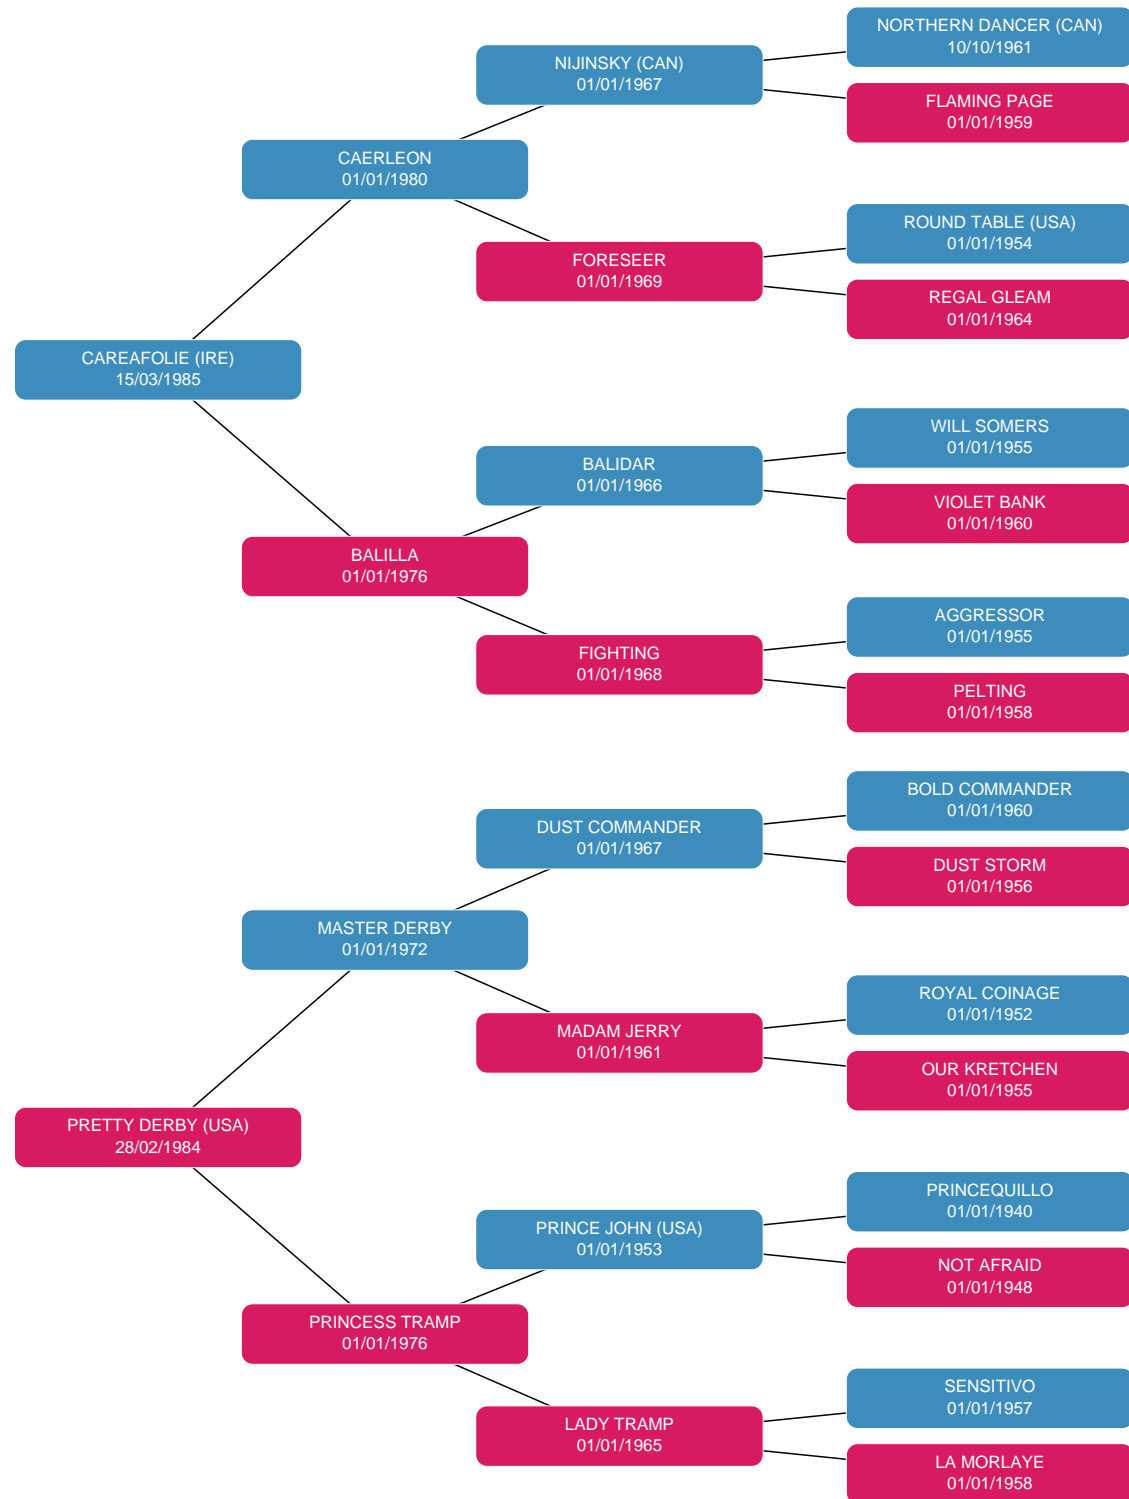 NORTHERN DANCER (CAN)
10/10/1961
NIJINSKY (CAN)
01/01/1967
FLAMING PAGE
01/01/1959
CAERLEON
01/01/1980
ROUND TABLE (USA)
01/01/1954
FORESEER
01/01/1969
REGAL GLEAM
01/01/1964
CAREAFOLIE (IRE)
15/03/1985
WILL SOMERS
01/01/1955
BALIDAR
01/01/1966
VIOLET BANK
01/01/1960
BALILLA
01/01/1976
AGGRESSOR
01/01/1955
FIGHTING
01/01/1968
PELTING
01/01/1958
BOLD COMMANDER
01/01/1960
DUST COMMANDER
01/01/1967
DUST STORM
01/01/1956
MASTER DERBY
01/01/1972
ROYAL COINAGE
01/01/1952
MADAM JERRY
01/01/1961
OUR KRETCHEN
01/01/1955
PRETTY DERBY (USA)
28/02/1984
PRINCEQUILLO
01/01/1940
PRINCE JOHN (USA)
01/01/1953
NOT AFRAID
01/01/1948
PRINCESS TRAMP
01/01/1976
SENSITIVO
01/01/1957
LADY TRAMP
01/01/1965
LA MORLAYE
01/01/1958